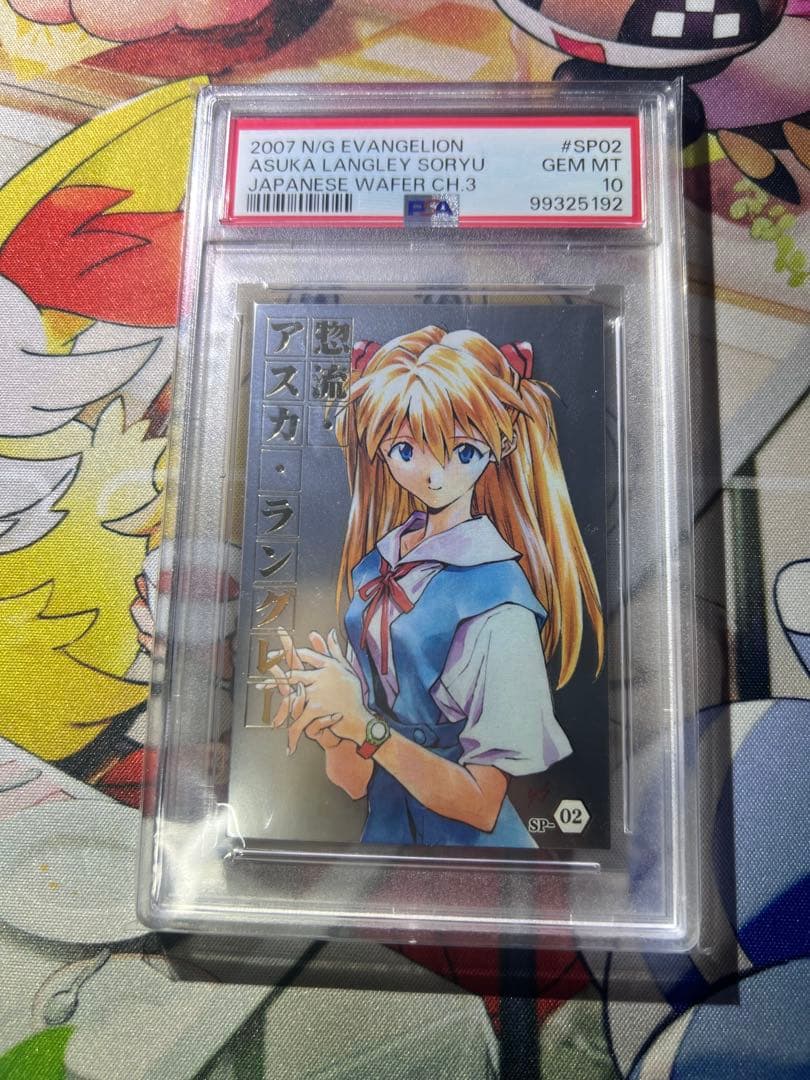 2007 N/G EVANGELION #SP02
ASUKA LANGLEY SORYU GEM MT
JAPANESE WAFER CH.3 10
PSA 99325192
惣流・
アスカ・ラングレー
SP-02